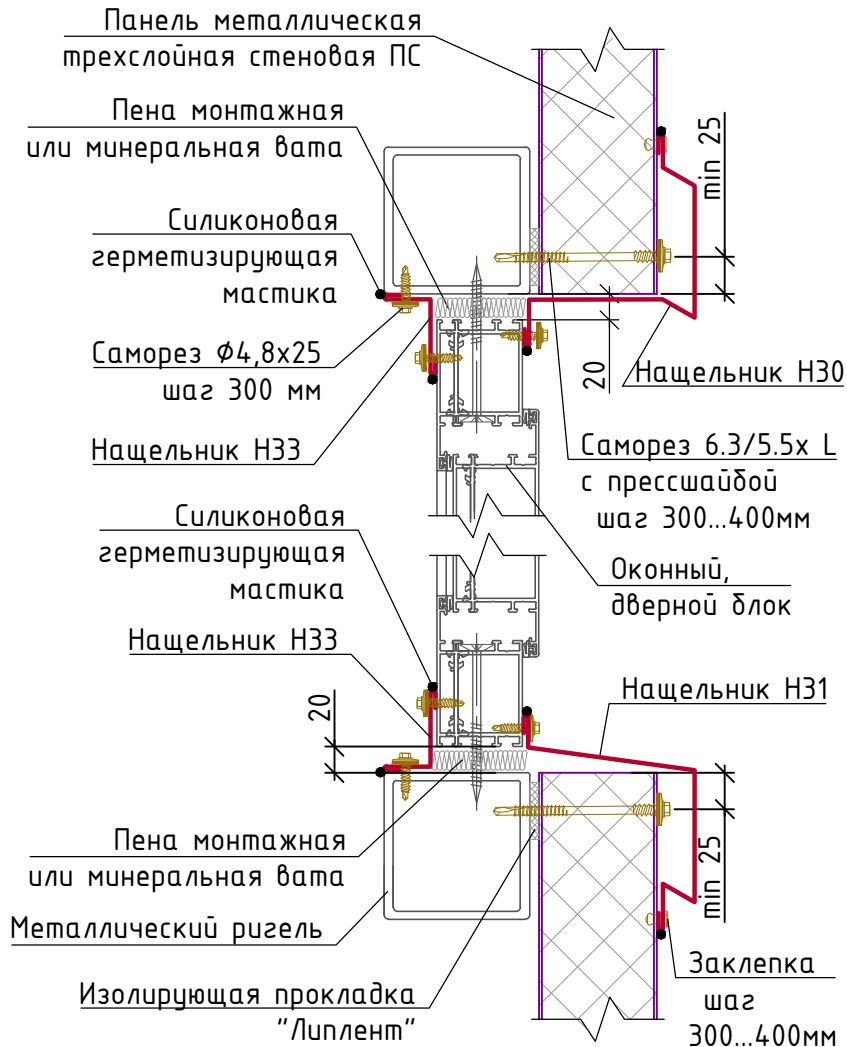 Панель металлическая
трехслойная стеновая ПС
Пена монтажная
или минеральная вата
min 25
Силиконовая
герметизирующая
мастика
Саморез Ф4,8х25
шаг 300 мм
20
Нащельник Н30
Нащельник Н33
Саморез 6.3/5.5х L
с прессшайбой
шаг 300...400мм
Силиконовая
герметизирующая
мастика
Оконный,
дверной блок
Нащельник Н33
Нащельник Н31
20
Пена монтажная
или минеральная вата
min 25
Металлический ригель
Изолирующая прокладка
"Липлент"
Заклепка
шаг
300...400мм